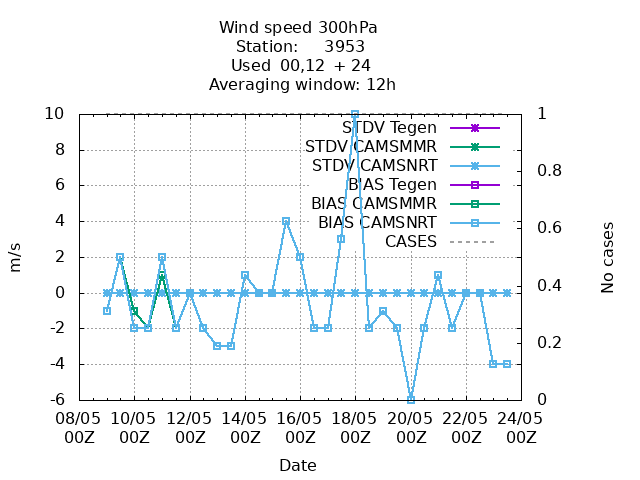 Wind speed 300hPa
Station: 3953
Used 00,12 + 24
Averaging window: 12h
10 1
STDV Tegen
8 STDV CAMSMMR
STDV CAMSNRT 0.8
6 BIAS Tegen
BIAS CAMSMMR
4 BIAS CAMSNRT 0.6
CASES
2
m/s
0 0.4
No cases
-2
0.2
-4
-6 0
08/05 10/05 12/05 14/05 16/05 18/05 20/05 22/05 24/05
00Z 00Z 00Z 00Z 00Z 00Z 00Z 00Z 00Z
Date